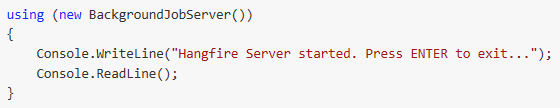 using (new BackgroundJobServer())
{
    Console.WriteLine("Hangfire Server started. Press ENTER to exit...");
    Console.ReadLine();
}